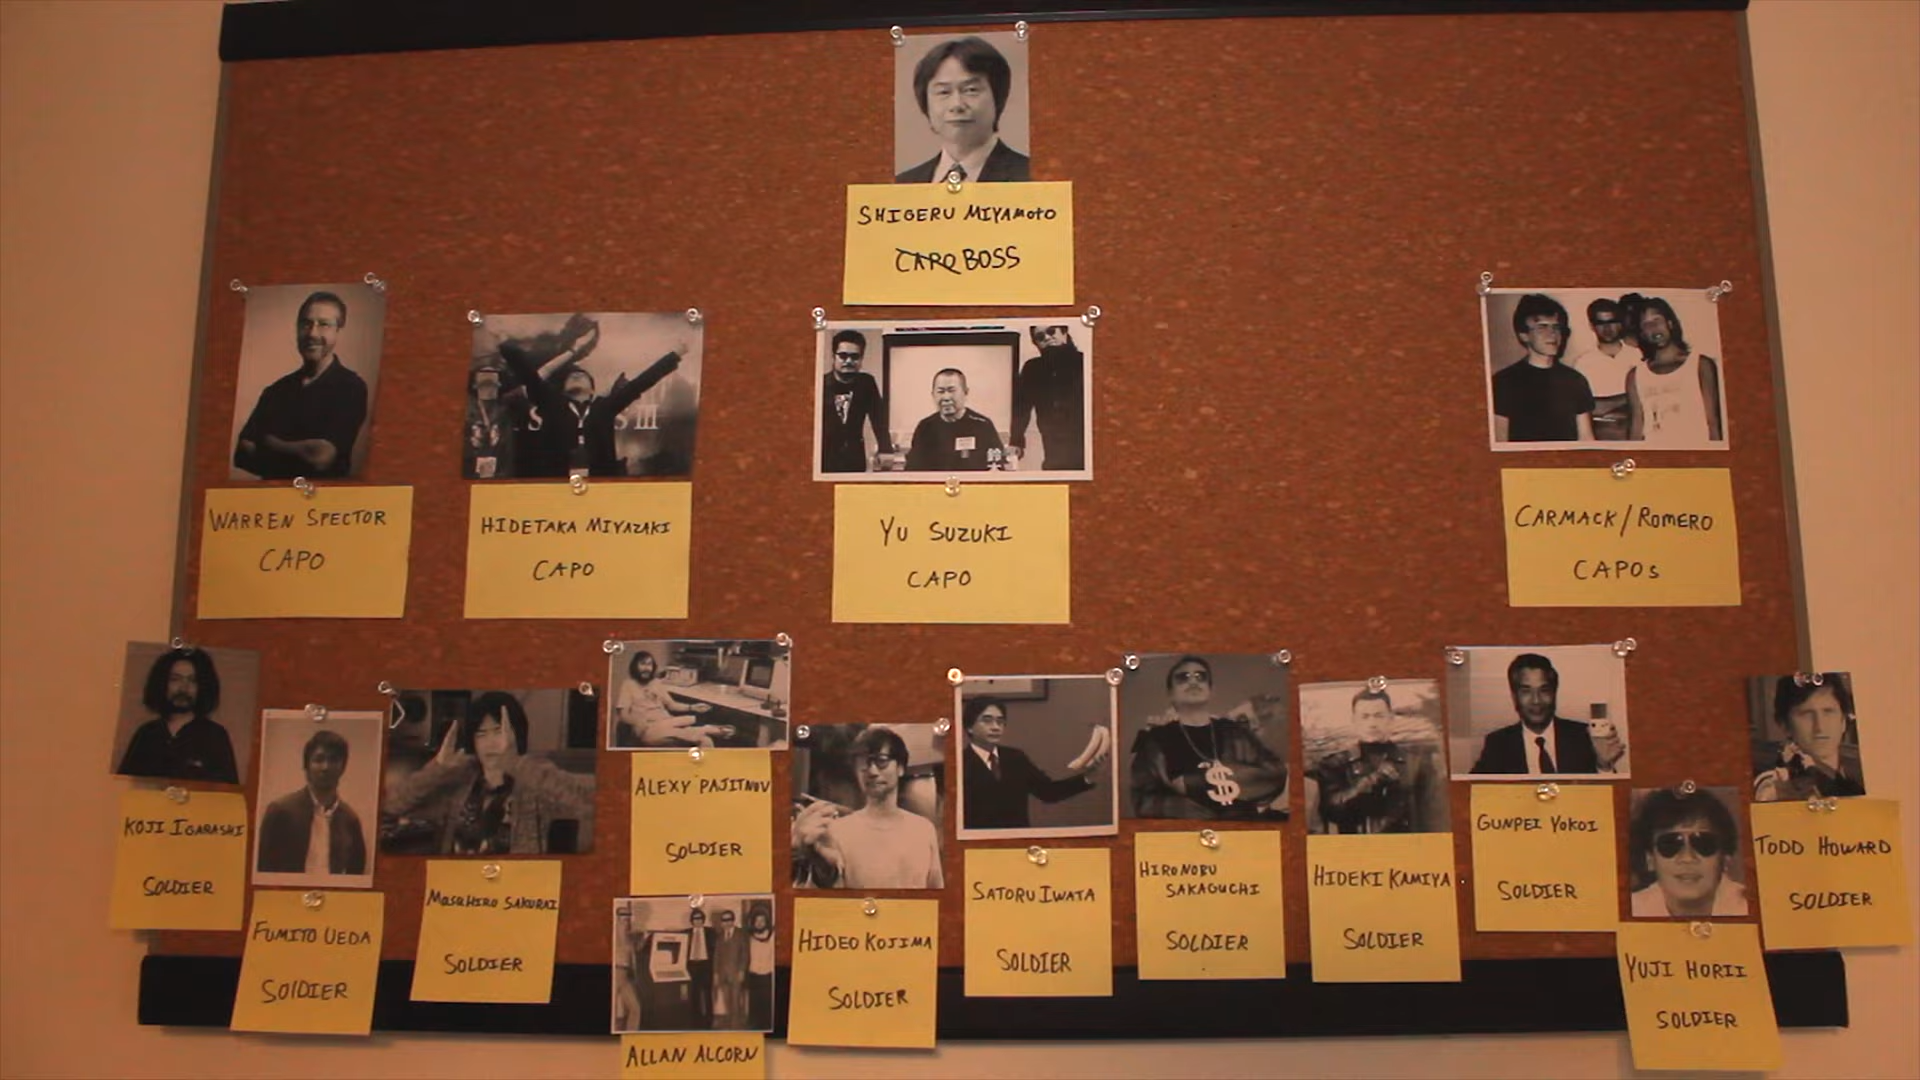 SHIGERU MIYAMOTO
CAPO BOSS
WARREN SPECTOR
CAPO
HIDETAKA MIYAZAKI
CAPO
YU SUZUKI
CAPO
CARMACK/ROMERO
CAPOS
KOJI IGARASHI
SOLDIER
FUMITO UEDA
SOlDIER
MASUHIRO SAKURAI
SOLDIER
ALEXY PAJITNOV
SOLDIER
ALLAN ALCORN
HIDEO KOJIMA
SOLDIER
SATORU IWATA
SOLDIER
HIRONOBU
SAKAGUCHI
SOLDIER
HIDEKI KAMIYA
SOLDIER
GUNPEI YOKOI
SOLDIER
YUJI HORII
SOLDIER
TODD HOWARD
SOLDIER
S III
$